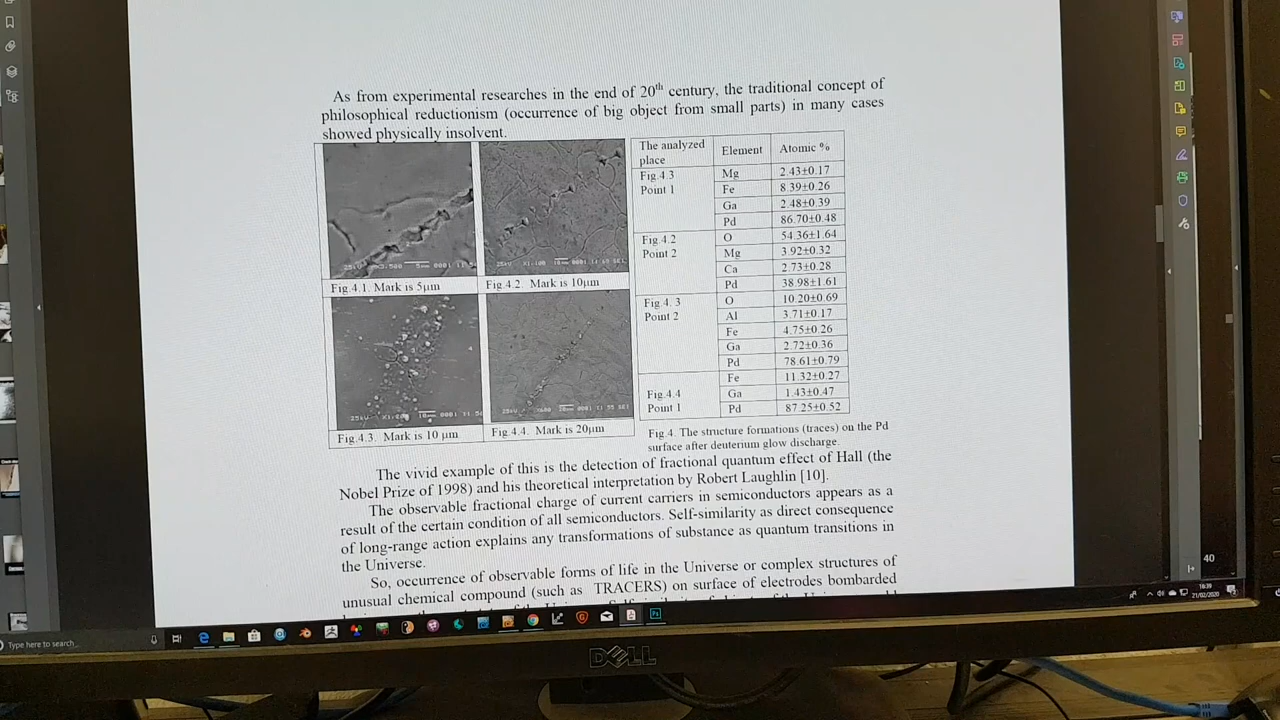 As from experimental researches in the end of 20th century, the traditional concept of
philosophical reductionism (occurrence of big object from small parts) in many cases
showed physically insolvent.
The analyzed place Element Atomic %
Fig.4.3 Point 1 Mg 2.43±0.17
Fe 8.39±0.26
Ga 2.48±0.39
Pd 86.70±0.48
Fig.4.2 Point 2 O 54.36±1.64
Mg 3.92±0.32
Ca 2.73±0.28
Pd 38.98±1.61
Fig.4. 3 Point 2 O 10.20±0.69
Al 3.71±0.17
Fe 4.75±0.26
Ga 2.72±0.36
Pd 78.61±0.79
Fig.4.4 Point 1 Fe 11.32±0.27
Ga 1.43±0.47
Pd 87.25±0.52
Fig.4.1. Mark is 5μm
Fig.4.2. Mark is 10μm
Fig.4.3. Mark is 10 μm
Fig.4.4. Mark is 20μm
Fig.4. The structure formations (traces) on the Pd
surface after deuterium glow discharge.
The vivid example of this is the detection of fractional quantum effect of Hall (the
Nobel Prize of 1998) and his theoretical interpretation by Robert Laughlin [10].
The observable fractional charge of current carriers in semiconductors appears as a
result of the certain condition of all semiconductors. Self-similarity as direct consequence
of long-range action explains any transformations of substance as quantum transitions in
the Universe.
So, occurrence of observable forms of life in the Universe or complex structures of
unusual chemical compound (such as TRACERS) on surface of electrodes bombarded
40
Type here to search
18:39
21/02/2020
DELL